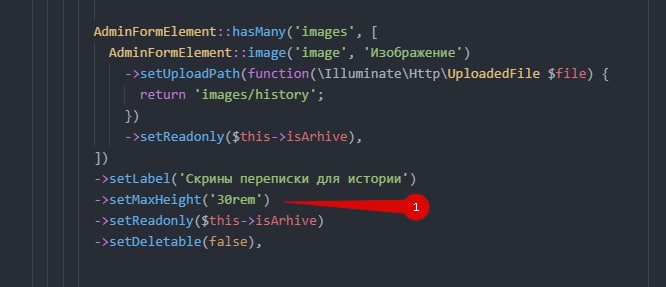 AdminFormElement::hasMany('images', [
AdminFormElement::image('image', 'Изображение')
->setUploadPath(function(\Illuminate\Http\UploadedFile $file) {
return 'images/history';
})
->setReadonly($this->isArhive),
])
->setLabel('Скрины переписки для истории')
->setMaxHeight('30rem')
1
->setReadonly($this->isArhive)
->setDeletable(false),